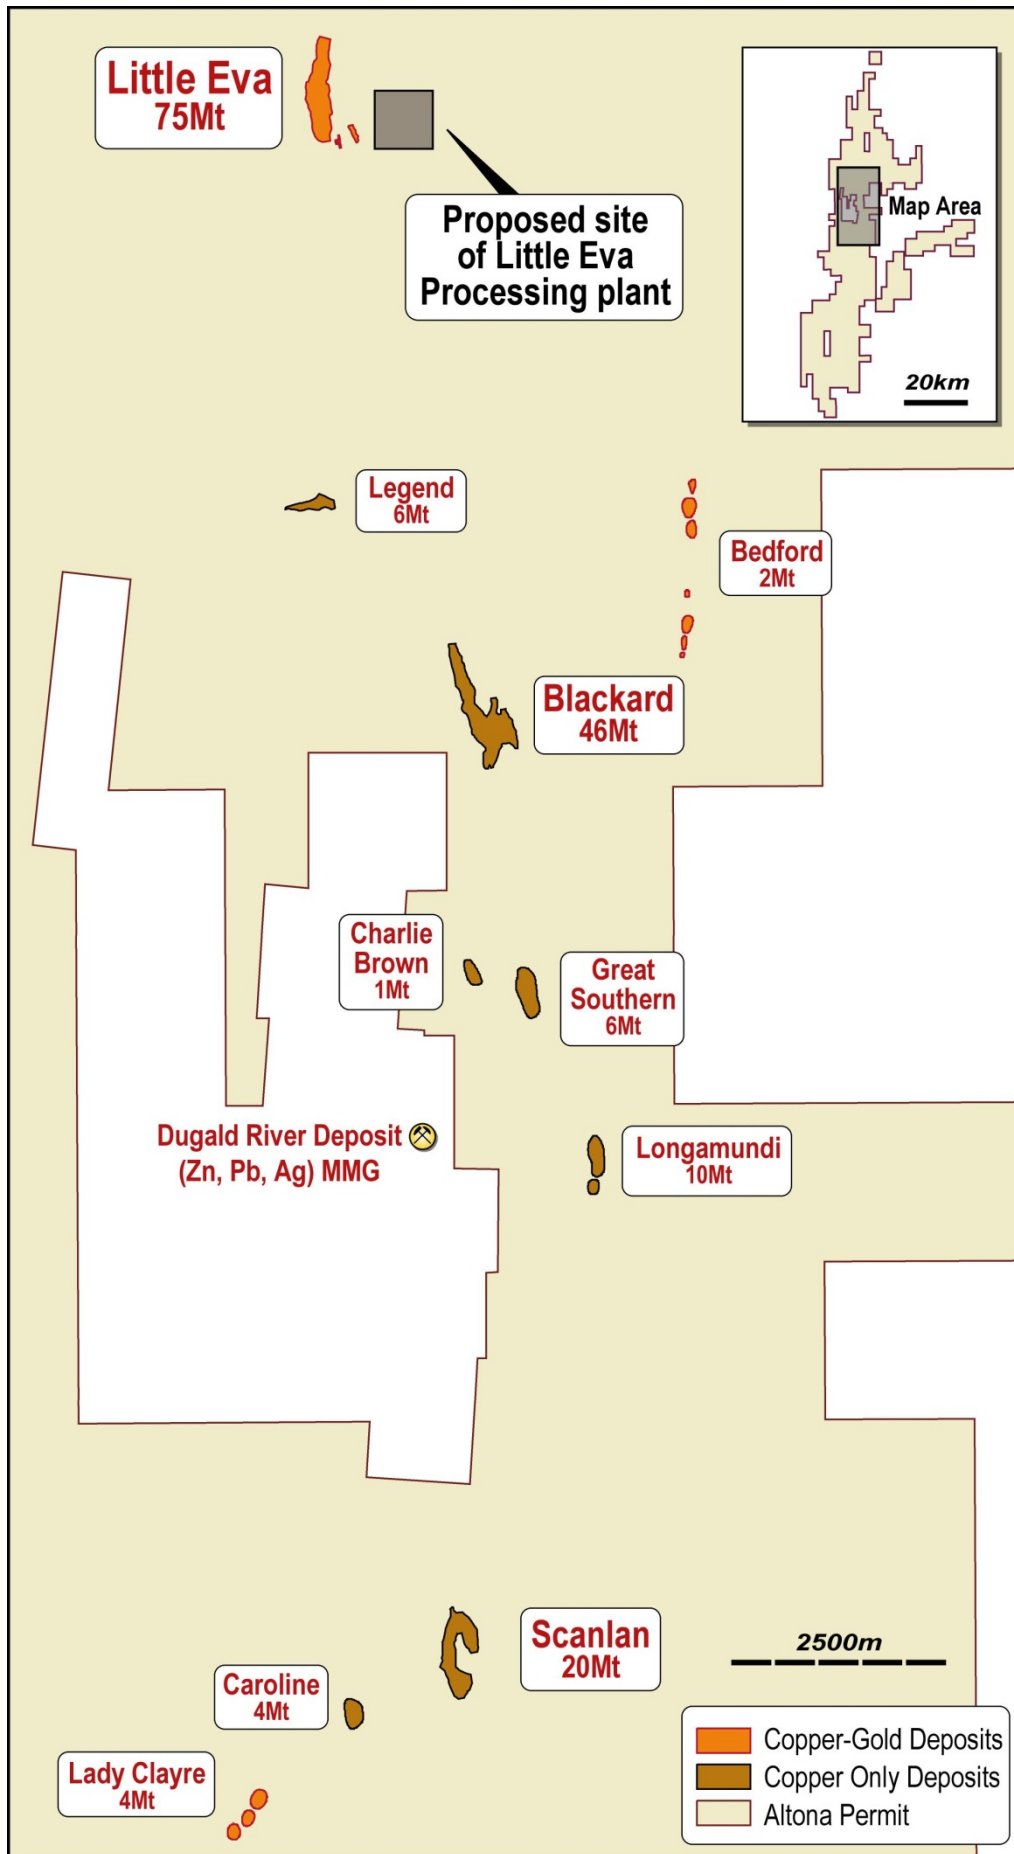 Little Eva
75Mt
Proposed site
of Little Eva
Processing plant
Map Area
20km
Legend
6Mt
Bedford
2Mt
Blackard
46Mt
Charlie
Brown
1Mt
Great
Southern
6Mt
Dugald River Deposit
(Zn, Pb, Ag) MMG
Longamundi
10Mt
Scanlan
20Mt
2500m
Caroline
4Mt
Lady Clayre
4Mt
Copper-Gold Deposits
Copper Only Deposits
Altona Permit